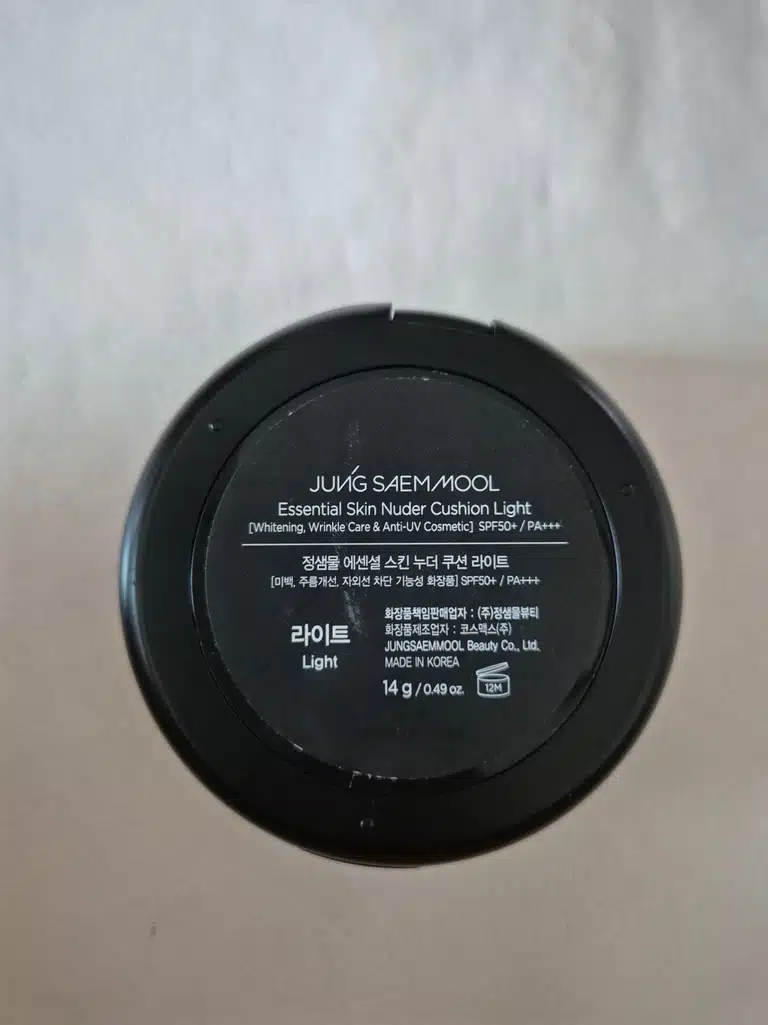 JUNG SAEMMOOL
Essential Skin Nuder Cushion Light
[Whitening, Wrinkle Care & Anti-UV Cosmetic] SPF50+ / PA+++
정샘물 에센셜 스킨 누더 쿠션 라이트
[미백, 주름개선, 자외선 차단 기능성 화장품] SPF50+ / PA+++
라이트
Light
화장품책임판매업자 : (주)정샘물뷰티
화장품제조업자 : 코스맥스(주)
JUNGSAEMMOOL Beauty Co., Ltd.
MADE IN KOREA
14 g / 0.49 oz.
12M